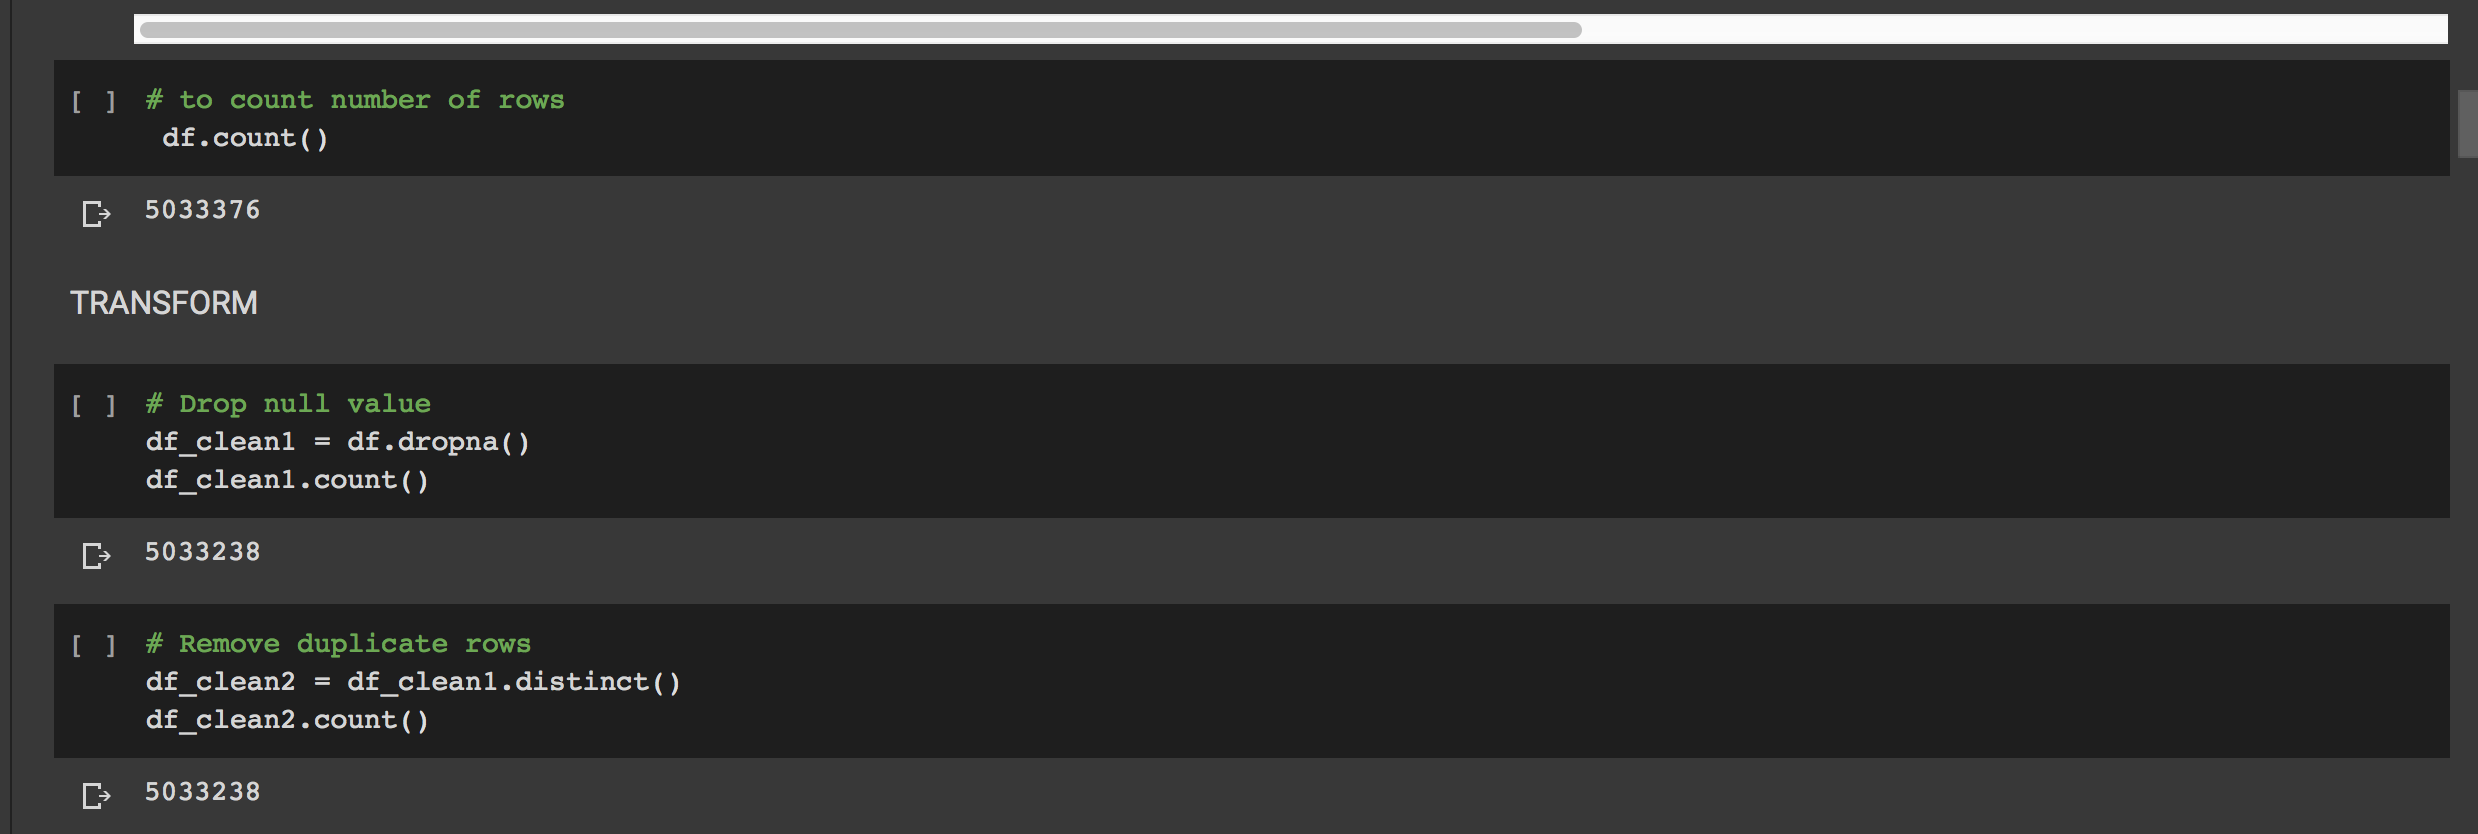 [ ] # to count number of rows
df.count()
5033376
TRANSFORM
[ ] # Drop null value
df_clean1 = df.dropna()
df_clean1.count()
5033238
[ ] # Remove duplicate rows
df_clean2 = df_clean1.distinct()
df_clean2.count()
5033238